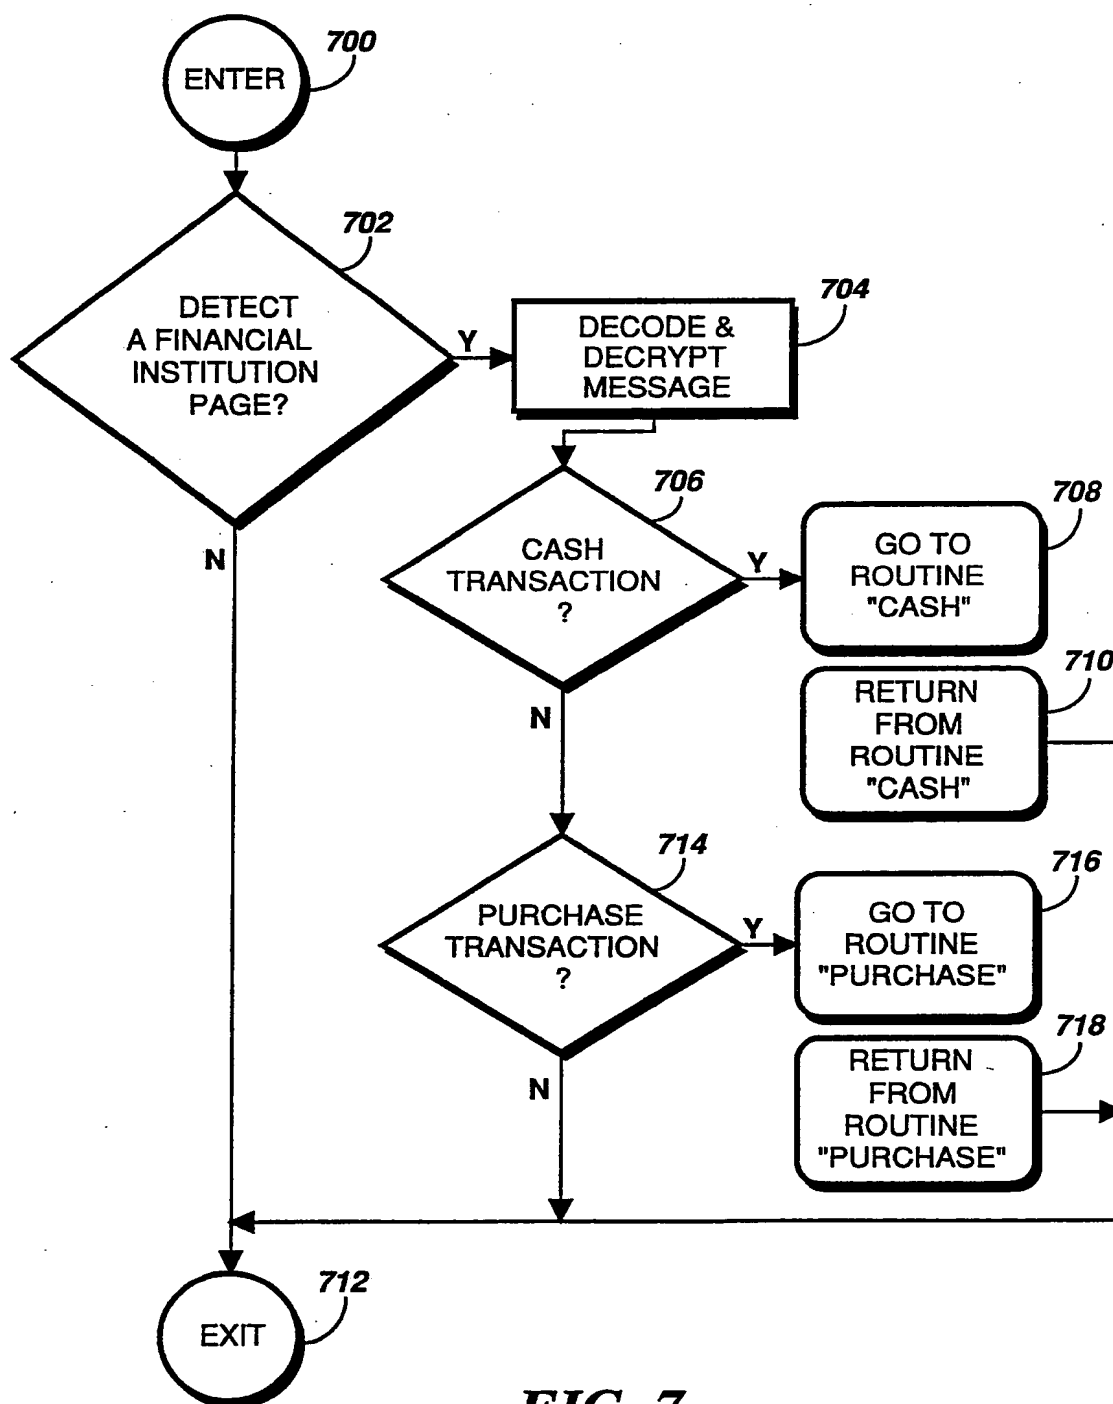 700
ENTER
702
DETECT
A FINANCIAL
INSTITUTION
PAGE?
Y
N
704
DECODE &
DECRYPT
MESSAGE
706
CASH
TRANSACTION
?
Y
N
708
GO TO
ROUTINE
"CASH"
710
RETURN
FROM
ROUTINE
"CASH"
714
PURCHASE
TRANSACTION
?
Y
N
716
GO TO
ROUTINE
"PURCHASE"
718
RETURN
FROM
ROUTINE
"PURCHASE"
712
EXIT
FIG. 7